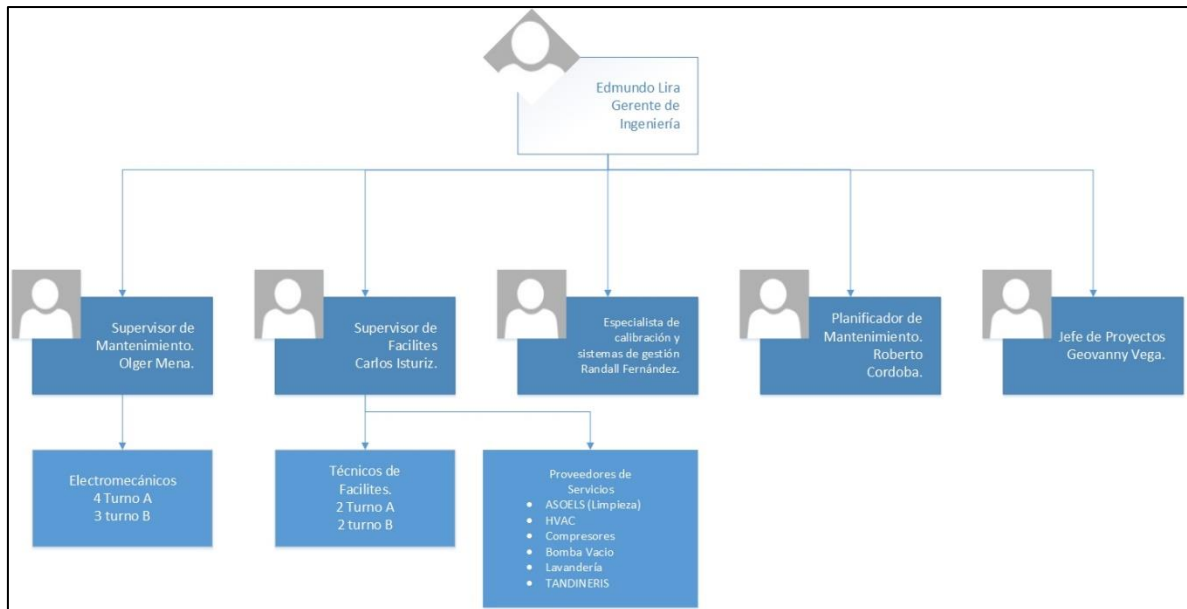 Edmundo Lira
Gerente de
Ingeniería
Supervisor de
Mantenimiento.
Olger Mena.
Supervisor de
Facilites
Carlos Isturiz.
Especialista de
calibración y
sistemas de gestión
Randall Fernández.
Planificador de
Mantenimiento.
Roberto
Cordoba.
Jefe de Proyectos
Geovanny Vega.
Electromecánicos
4 Turno A
3 turno B
Técnicos de
Facilites.
2 Turno A
2 turno B
Proveedores de
Servicios
• ASOELS (Limpieza)
• HVAC
• Compresores
• Bomba Vacio
• Lavandería
• TANDINERIS